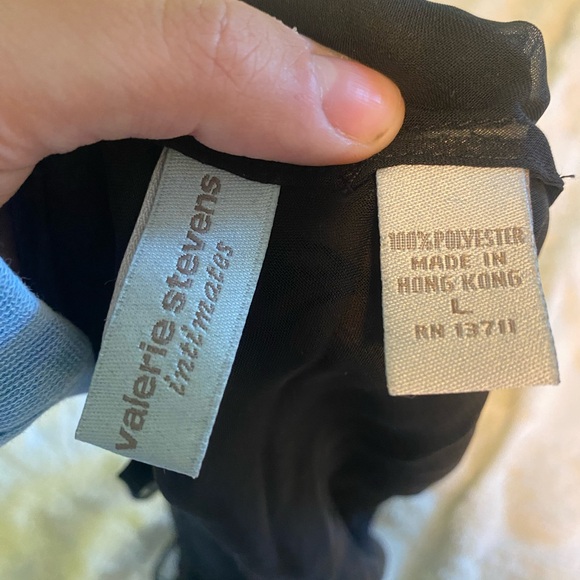 valerie stevens
intimates
100% POLYESTER
MADE IN
HONG KONG
L
RN 13711